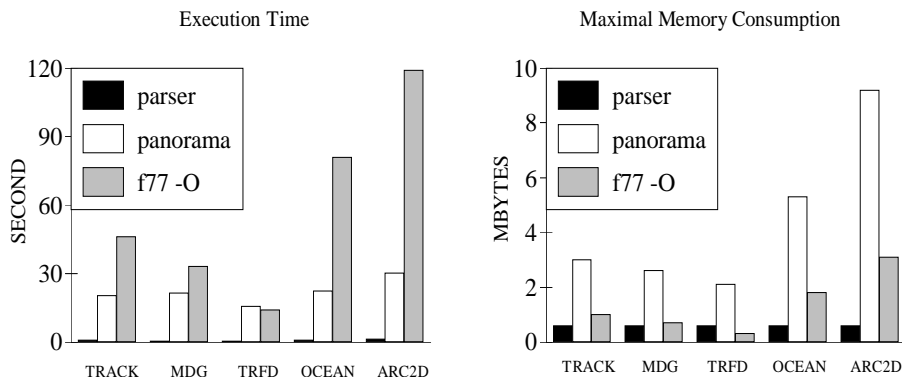 Execution Time
120
90
60
30
0
SECOND
parser
panorama
f77 -O
TRACK MDG TRFD OCEAN ARC2D
Maximal Memory Consumption
10
8
6
4
2
0
MBYTES
parser
panorama
f77 -O
TRACK MDG TRFD OCEAN ARC2D